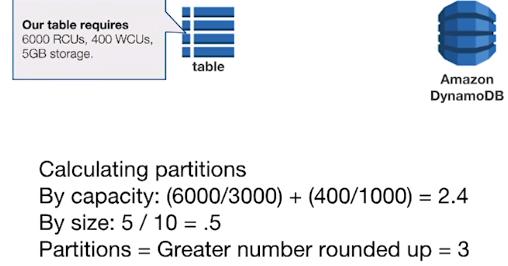 Our table requires
6000 RCUs, 400 WCUs,
5GB storage.
table
Amazon
DynamoDB
Calculating partitions
By capacity: (6000/3000) + (400/1000) = 2.4
By size: 5 / 10 = .5
Partitions = Greater number rounded up = 3